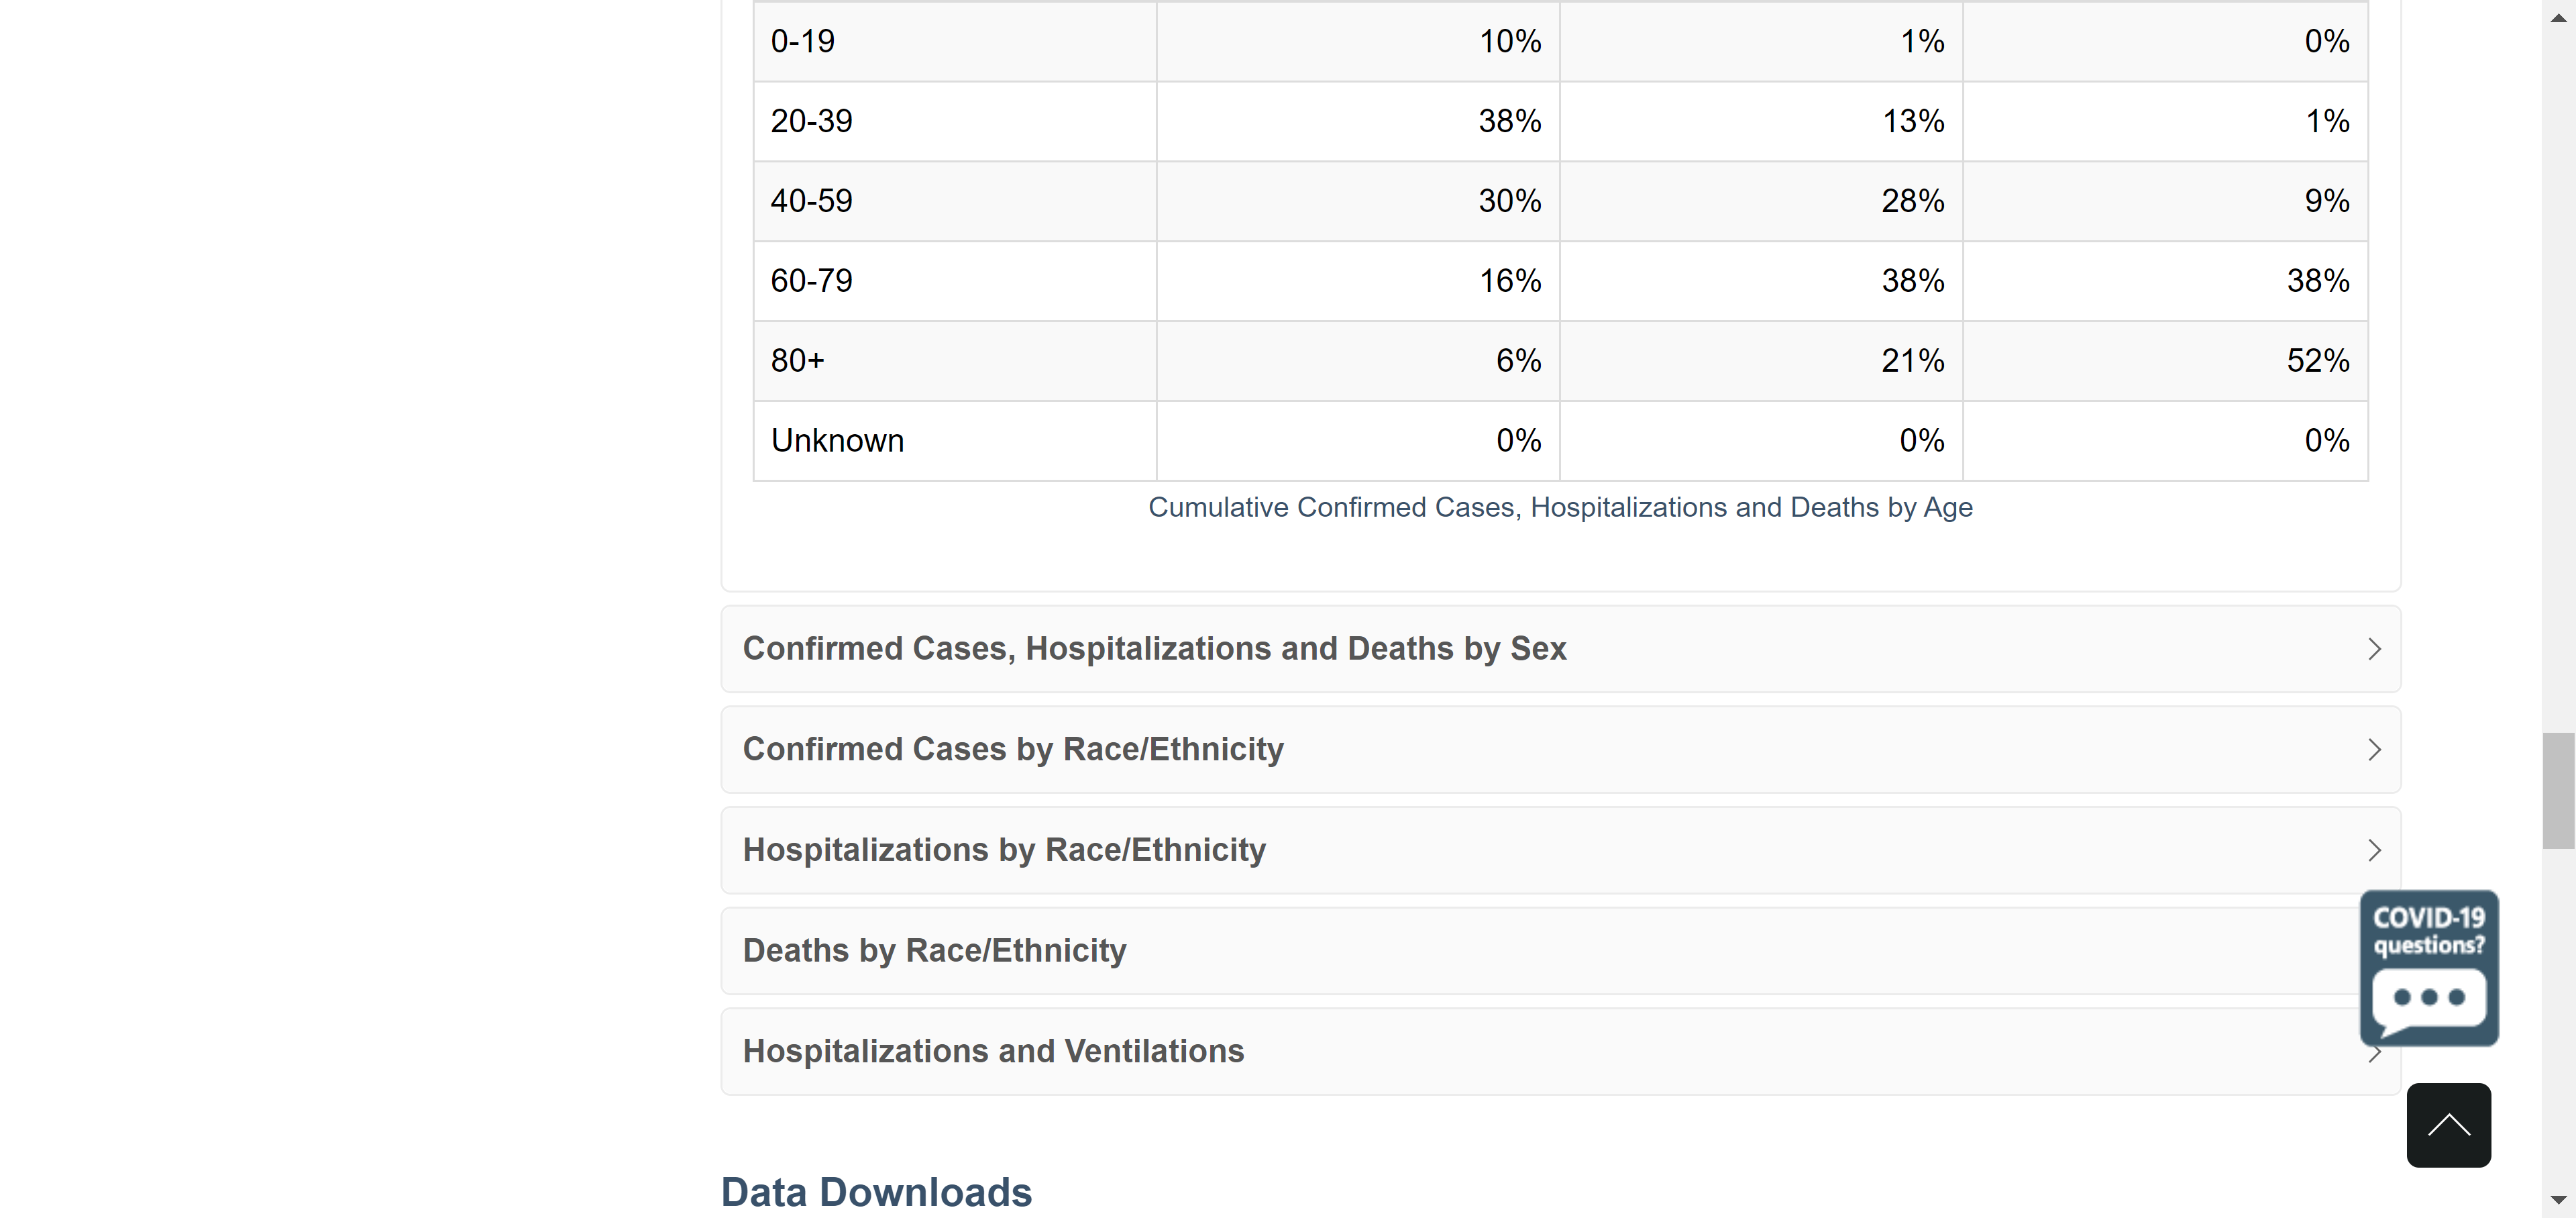 0-19 10% 1% 0%
20-39 38% 13% 1%
40-59 30% 28% 9%
60-79 16% 38% 38%
80+ 6% 21% 52%
Unknown 0% 0% 0%
Cumulative Confirmed Cases, Hospitalizations and Deaths by Age
Confirmed Cases, Hospitalizations and Deaths by Sex
Confirmed Cases by Race/Ethnicity
Hospitalizations by Race/Ethnicity
Deaths by Race/Ethnicity
Hospitalizations and Ventilations
COVID-19
questions?
Data Downloads